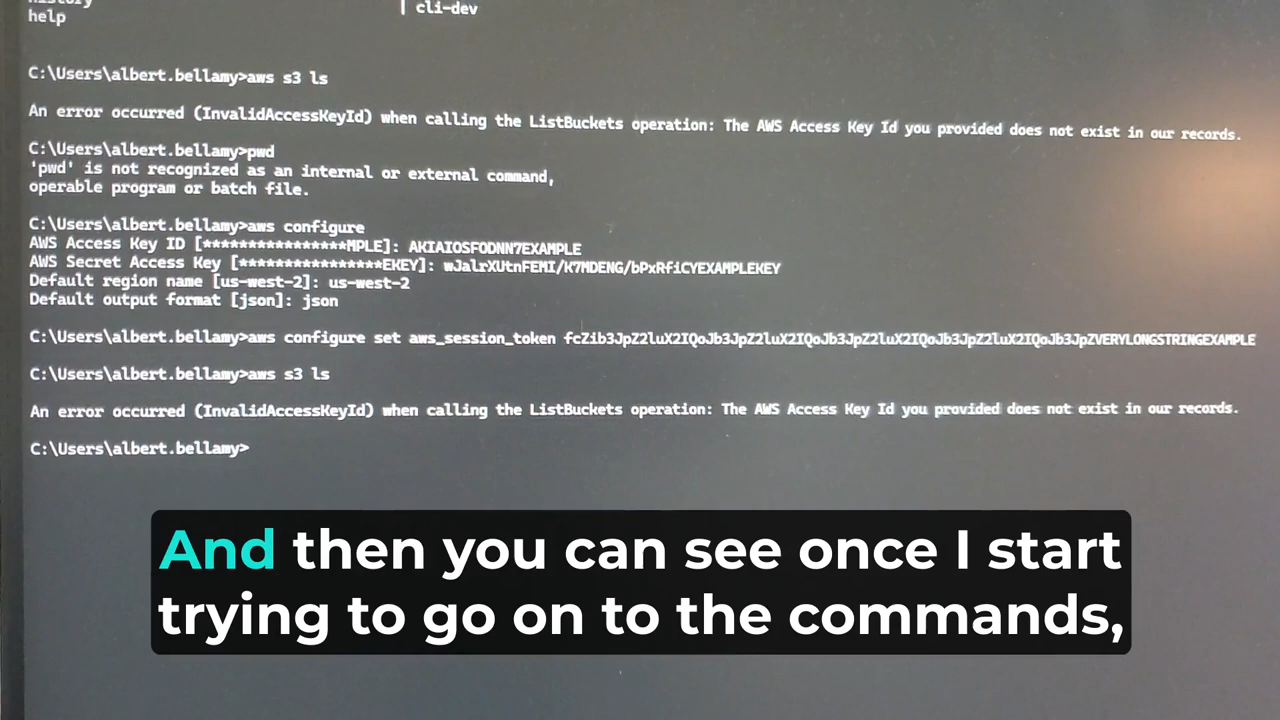 help
| cli-dev
C:\Users\albert.bellamy>aws s3 ls
An error occurred (InvalidAccessKeyId) when calling the ListBuckets operation: The AWS Access Key Id you provided does not exist in our records.
C:\Users\albert.bellamy>pwd
'pwd' is not recognized as an internal or external command,
operable program or batch file.
C:\Users\albert.bellamy>aws configure
AWS Access Key ID [****************MPLE]: AKIAIOSFODNN7EXAMPLE
AWS Secret Access Key [****************EKEY]: wJalrXUtnFEMI/K7MDENG/bPxRfiCYEXAMPLEKEY
Default region name [us-west-2]: us-west-2
Default output format [json]: json
C:\Users\albert.bellamy>aws configure set aws_session_token fcZib3JpZ2luX2IQoJb3JpZ2luX2IQoJb3JpZ2luX2IQoJb3JpZ2luX2IQoJb3JpZ2luX2IQoJb3JpZVERYLONGSTRINGEXAMPLE
C:\Users\albert.bellamy>aws s3 ls
An error occurred (InvalidAccessKeyId) when calling the ListBuckets operation: The AWS Access Key Id you provided does not exist in our records.
C:\Users\albert.bellamy>
And then you can see once I start
trying to go on to the commands,